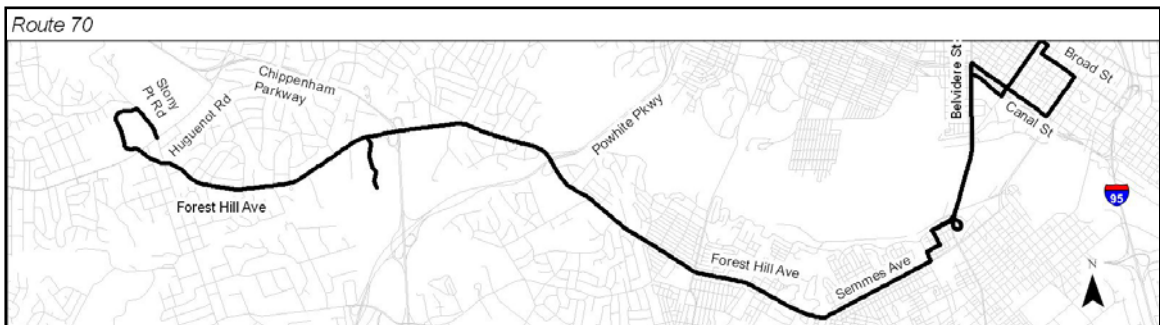 Route 70
Broad St
Belvidere St
Stony
Pt Rd
Chippenham
Parkway
Huguenot Rd
Powhite Pkwy
Canal St
95
Forest Hill Ave
Forest Hill Ave
Semmes Ave
N